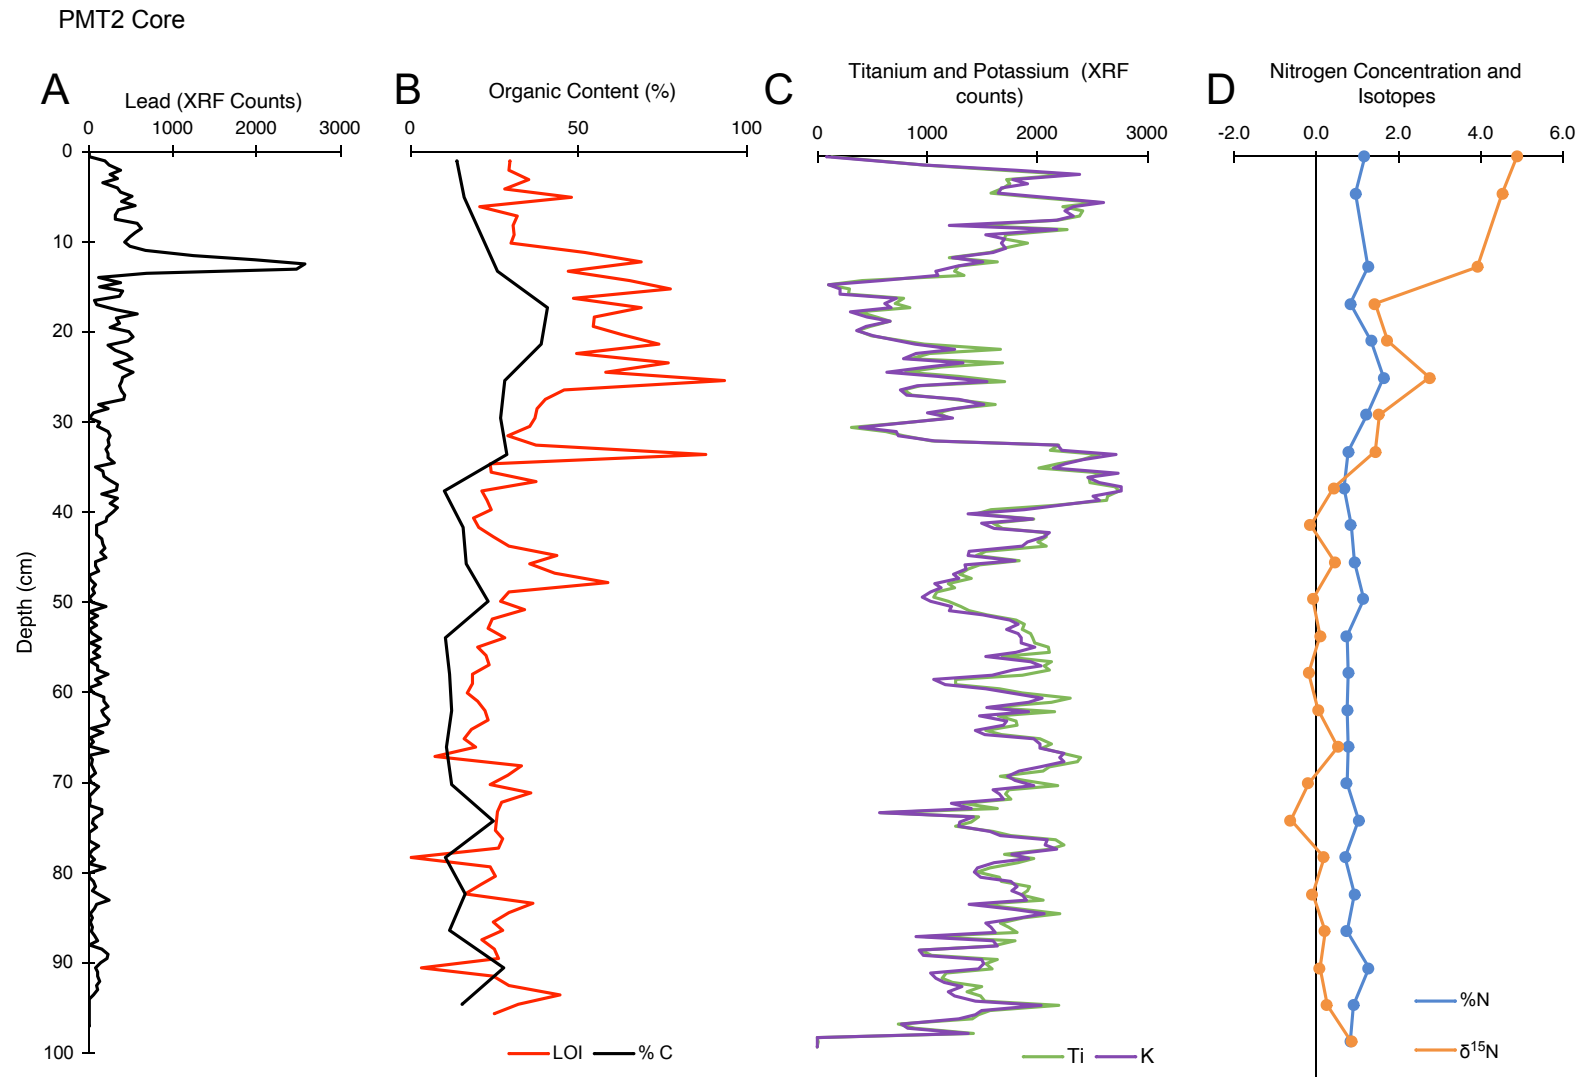 PMT2 Core
A
Lead (XRF Counts)
0 1000 2000 3000
B
Organic Content (%)
0 50 100
C
Titanium and Potassium (XRF
counts)
0 1000 2000 3000
D
Nitrogen Concentration and
Isotopes
-2.0 0.0 2.0 4.0 6.0
Depth (cm)
0
10
20
30
40
50
60
70
80
90
100
LOI % C
Ti K
%N
δ¹⁵N